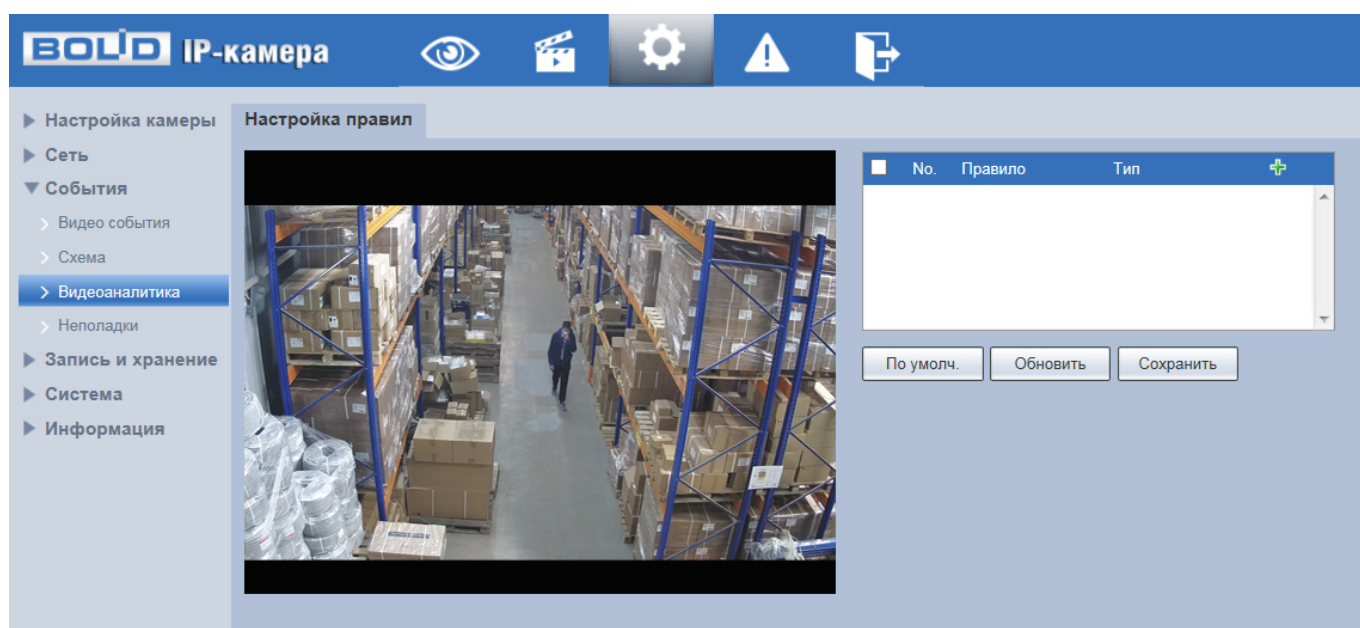 BOLID IP-камера
Настройка камеры
Сеть
События
Видео события
Схема
Видеоаналитика
Неполадки
Запись и хранение
Система
Информация
Настройка правил
No. Правило Тип
По умолч. Обновить Сохранить